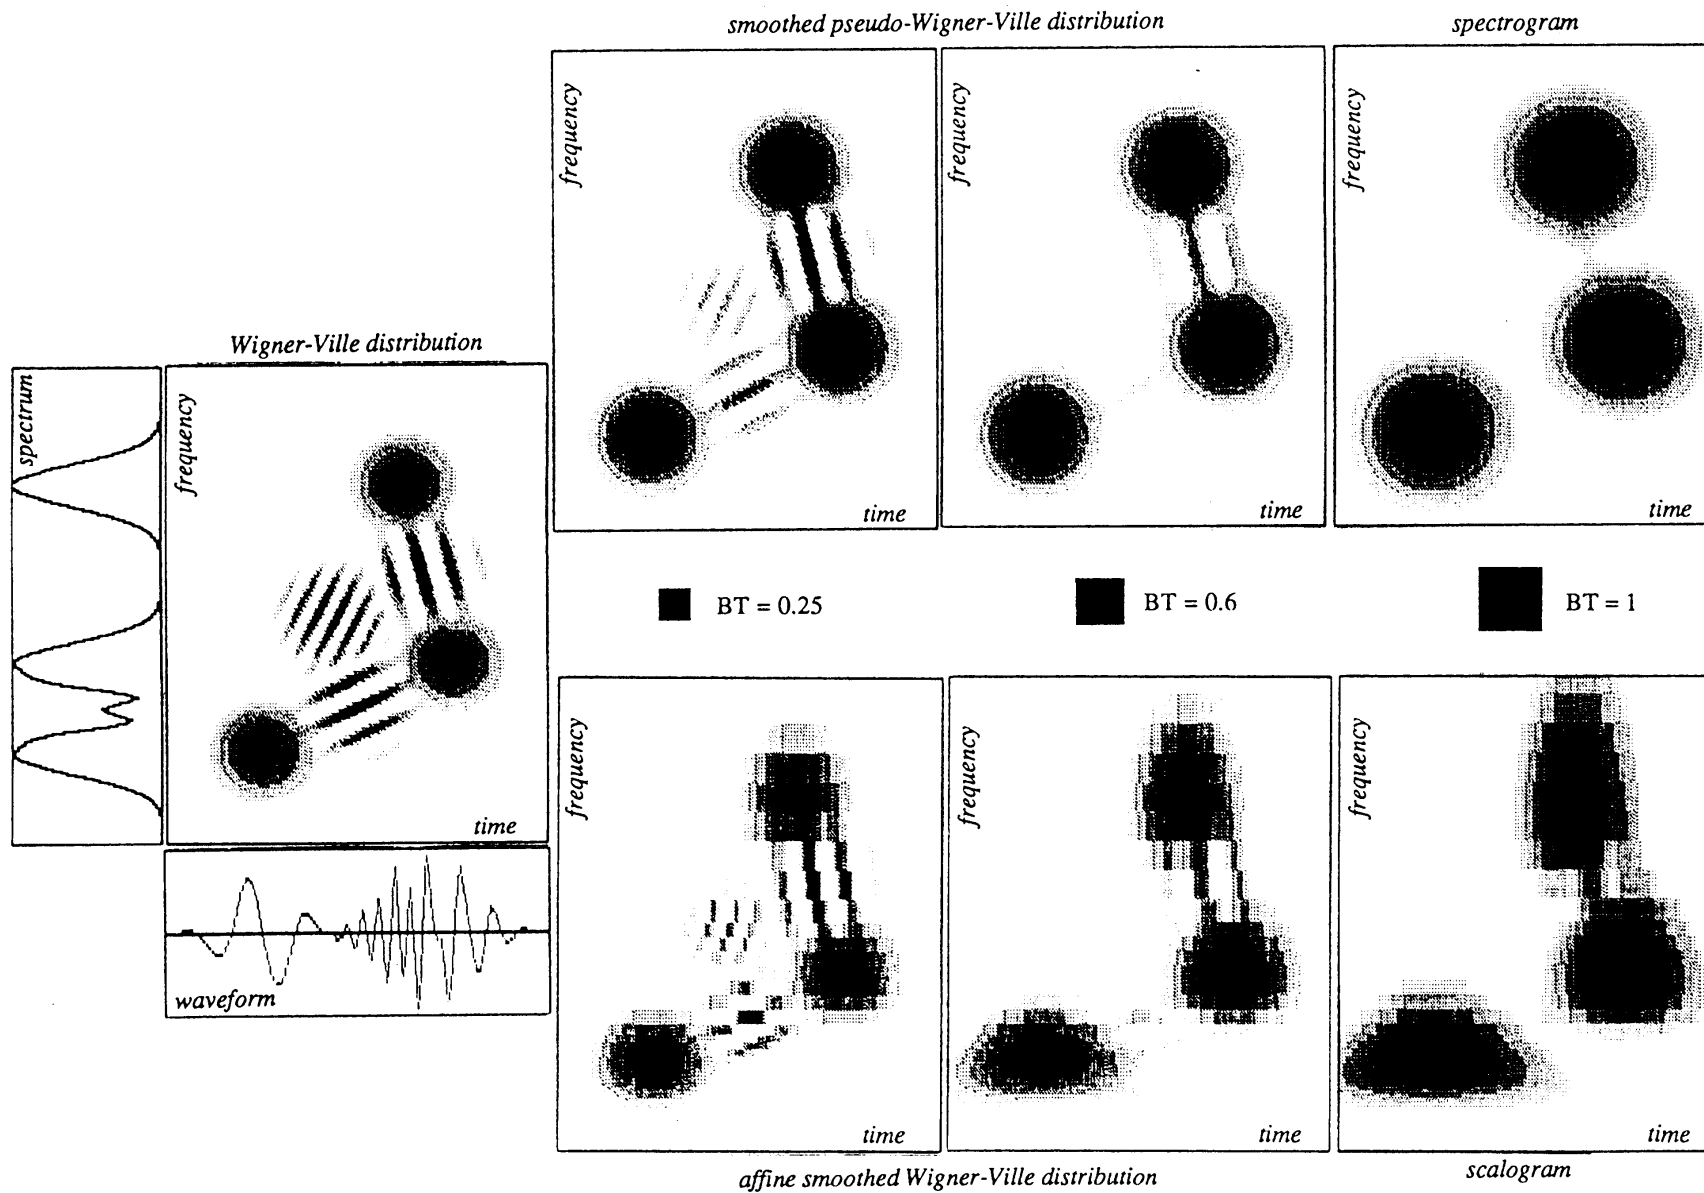 smoothed pseudo-Wigner-Ville distribution
spectrogram
frequency
frequency
frequency
time
time
time
Wigner-Ville distribution
spectrum
frequency
time
waveform
BT = 0.25
BT = 0.6
BT = 1
frequency
frequency
frequency
time
time
time
affine smoothed Wigner-Ville distribution
scalogram